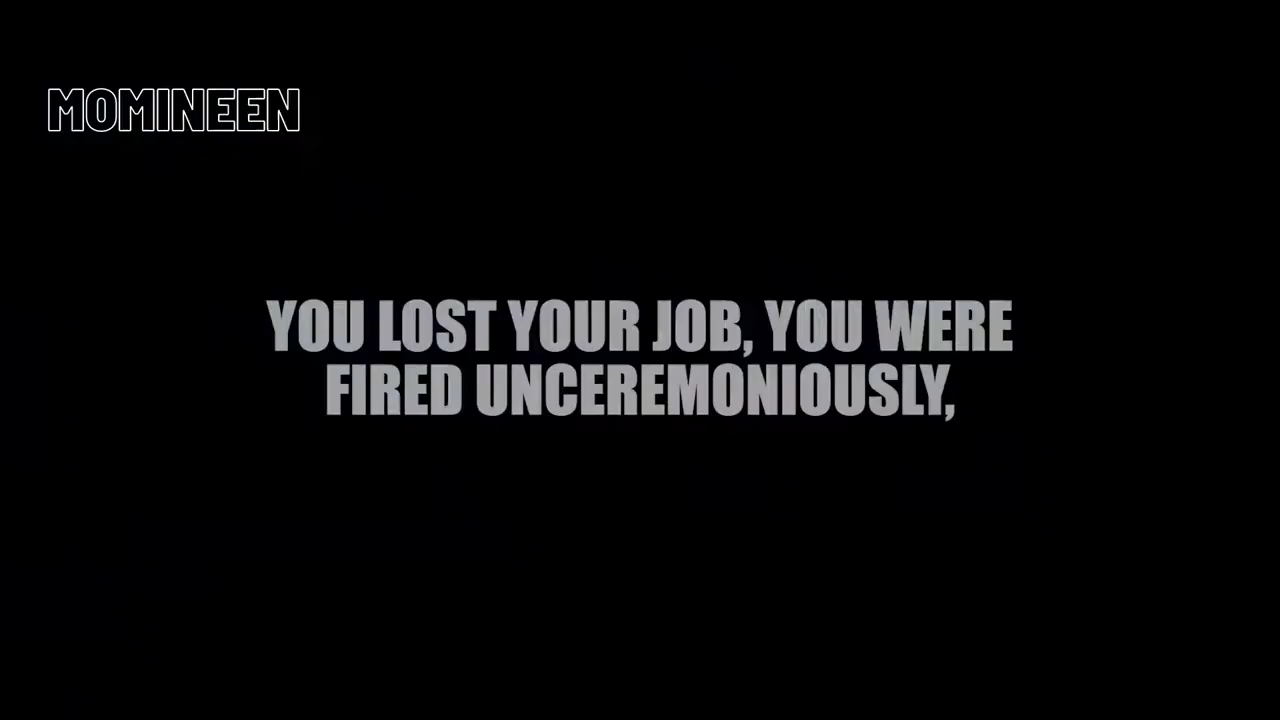 MOMINEEN
YOU LOST YOUR JOB, YOU WERE
FIRED UNCEREMONIOUSLY,